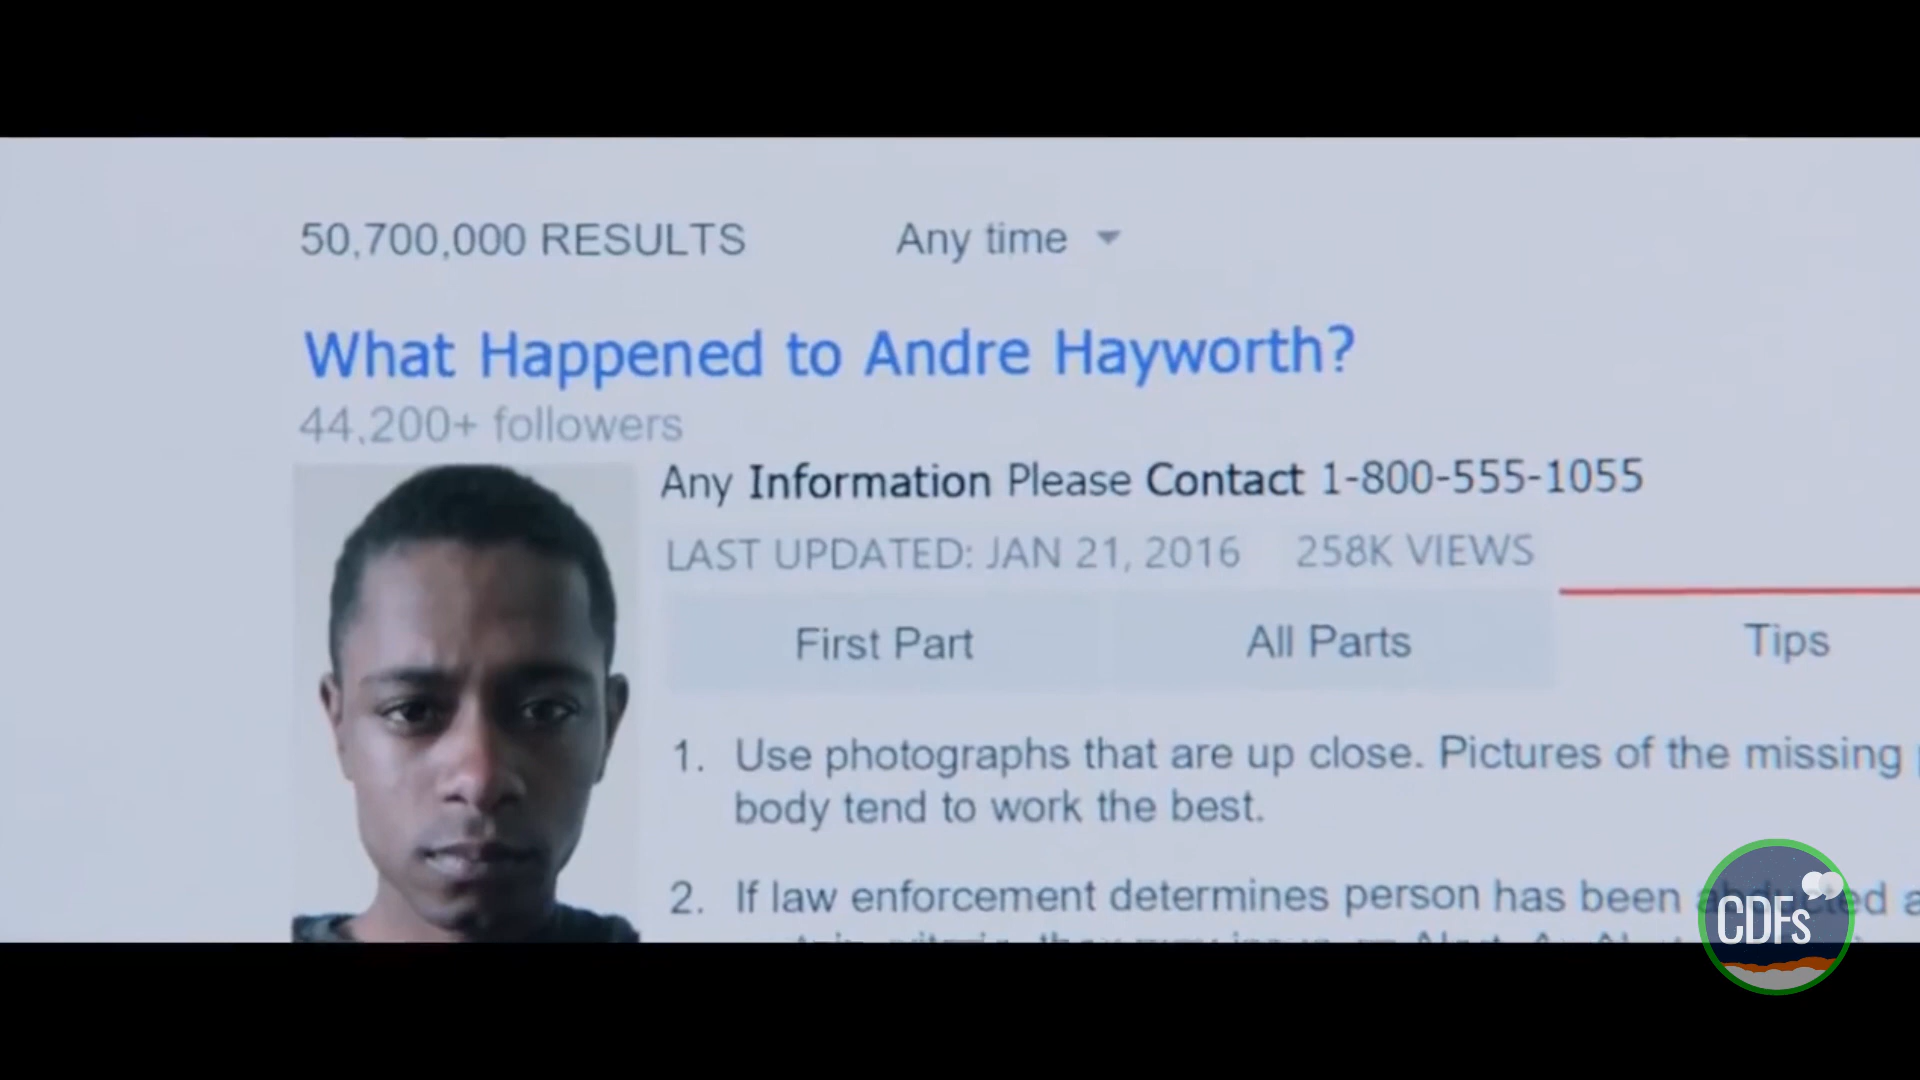 50,700,000 RESULTS Any time
What Happened to Andre Hayworth?
44,200+ followers
Any Information Please Contact 1-800-555-1055
LAST UPDATED: JAN 21, 2016 258K VIEWS
First Part All Parts Tips
1. Use photographs that are up close. Pictures of the missing
body tend to work the best.
2. If law enforcement determines person has been abducted a
CDFs